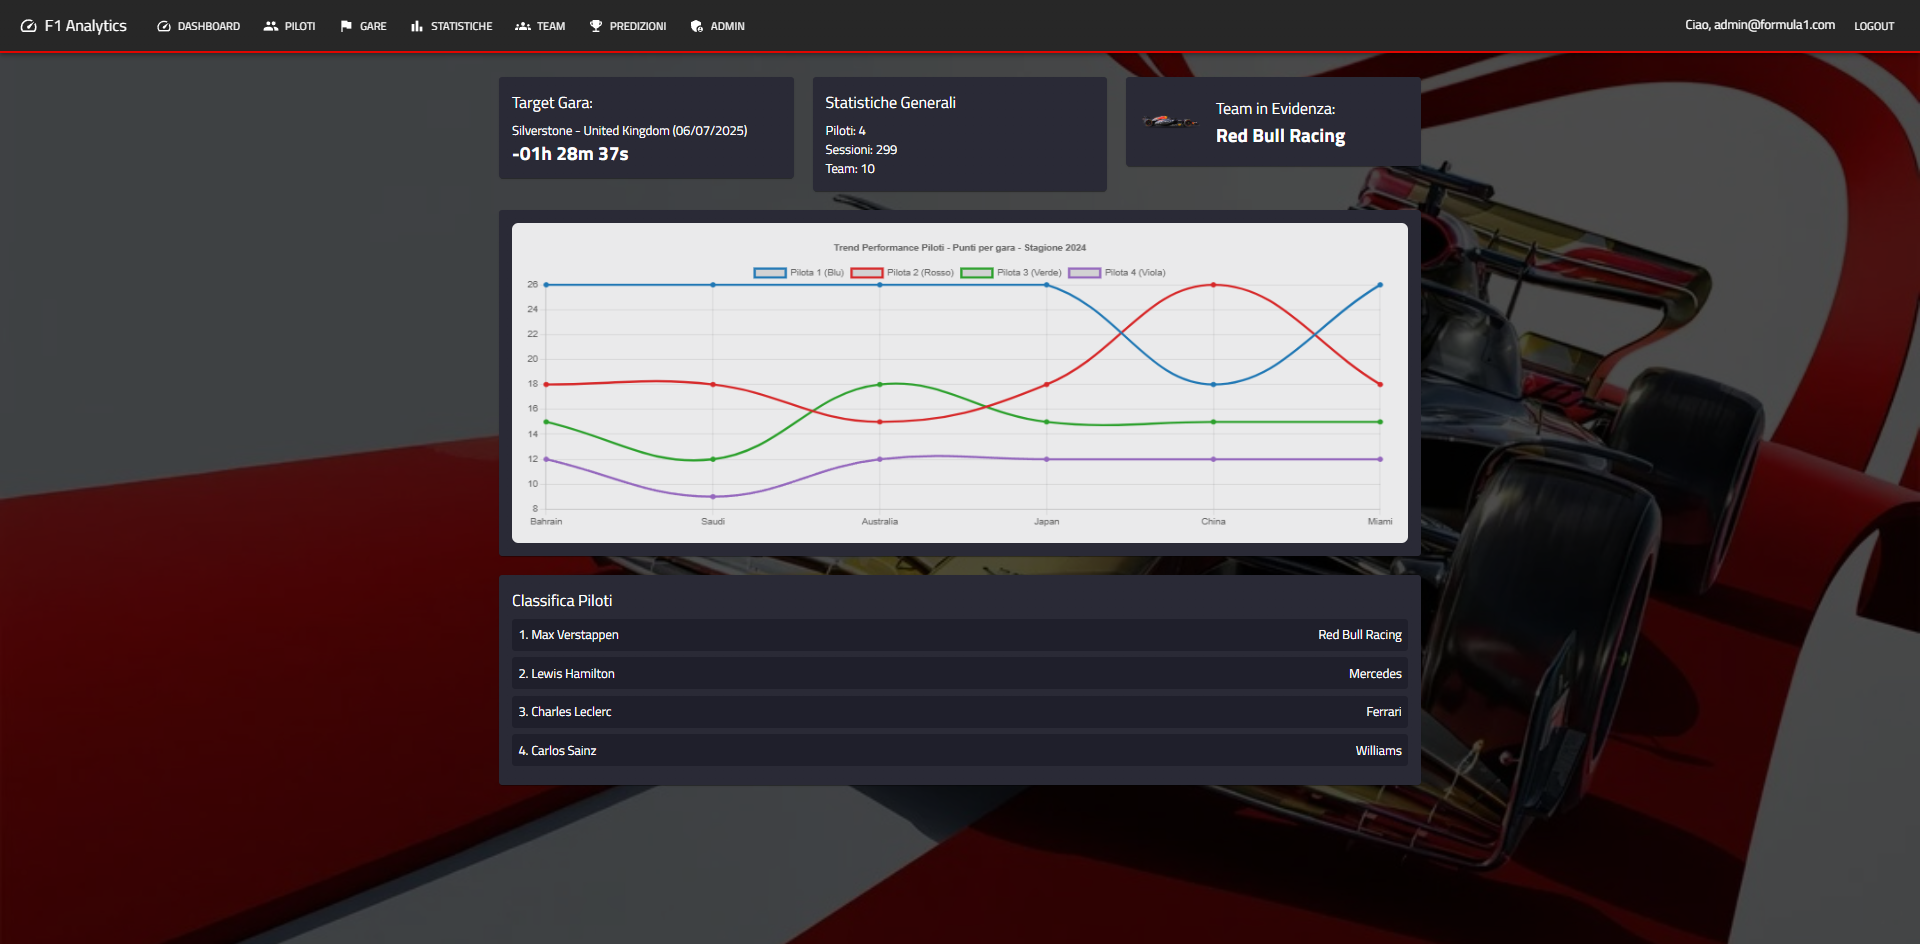 F1 Analytics
DASHBOARD
PILOTI
GARE
STATISTICHE
TEAM
PREDIZIONI
ADMIN
Ciao, admin@formula1.com
LOGOUT
Target Gara:
Silverstone - United Kingdom (06/07/2025)
-01h 28m 37s
Statistiche Generali
Piloti: 4
Sessioni: 299
Team: 10
Team in Evidenza:
Red Bull Racing
Trend Performance Piloti - Punti per gara - Stagione 2024
Pilota 1 (Blu)
Pilota 2 (Rosso)
Pilota 3 (Verde)
Pilota 4 (Viola)
26
24
22
20
18
16
14
12
10
8
Bahrain
Saudi
Australia
Japan
China
Miami
Classifica Piloti
1. Max Verstappen
Red Bull Racing
2. Lewis Hamilton
Mercedes
3. Charles Leclerc
Ferrari
4. Carlos Sainz
Williams